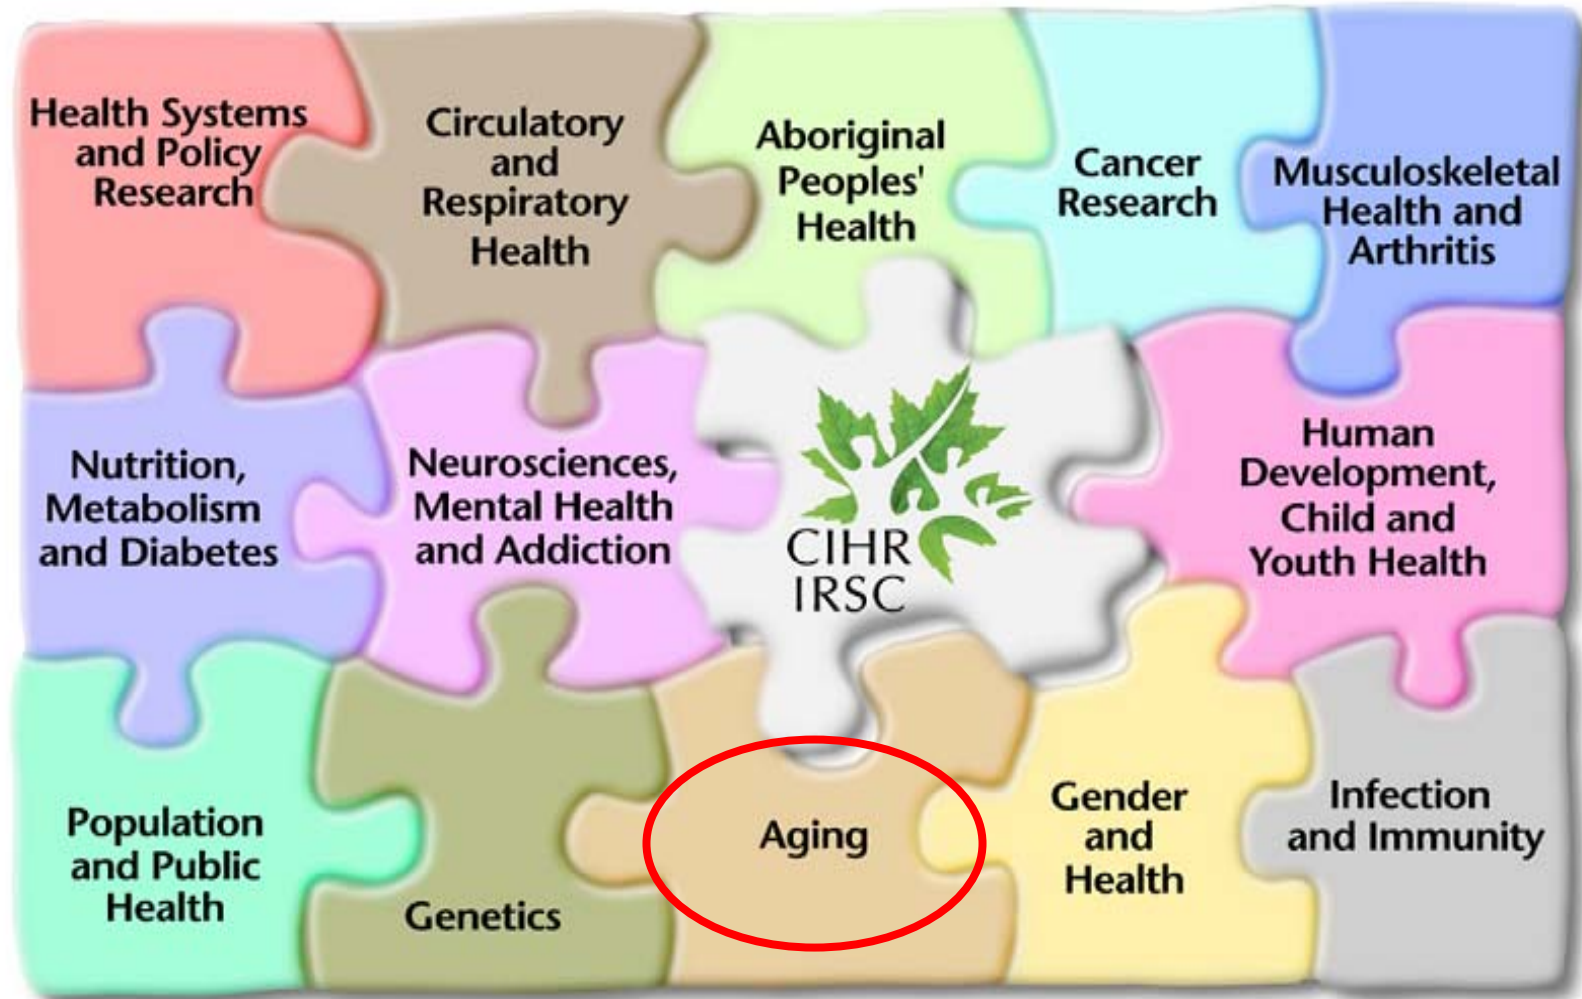 Health Systems
and Policy
Research
Circulatory
and
Respiratory
Health
Aboriginal
Peoples'
Health
Cancer
Research
Musculoskeletal
Health and
Arthritis
Nutrition,
Metabolism
and Diabetes
Neurosciences,
Mental Health
and Addiction
CIHR
IRSC
Human
Development,
Child and
Youth Health
Population
and Public
Health
Genetics
Aging
Gender
and
Health
Infection
and Immunity